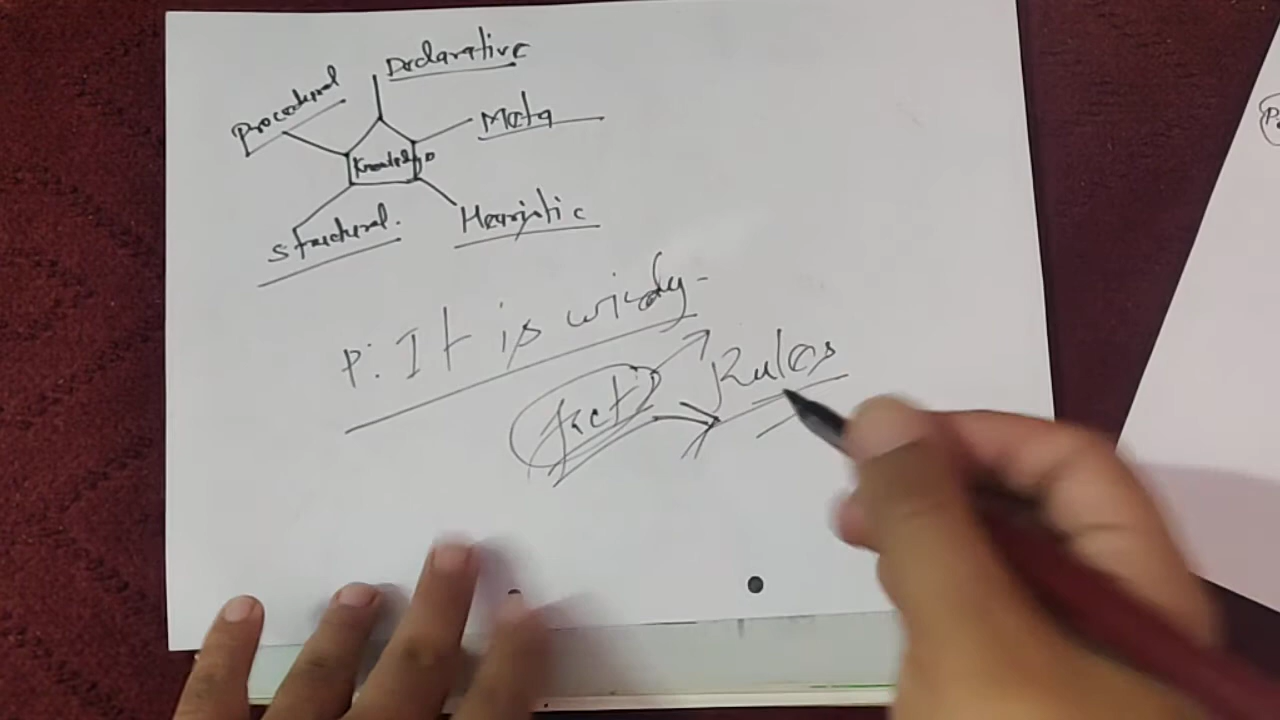 Declarative
Procedural
Meta
Knowledge
Heuristic
Structural.
P: It is windy.
fact
Rules